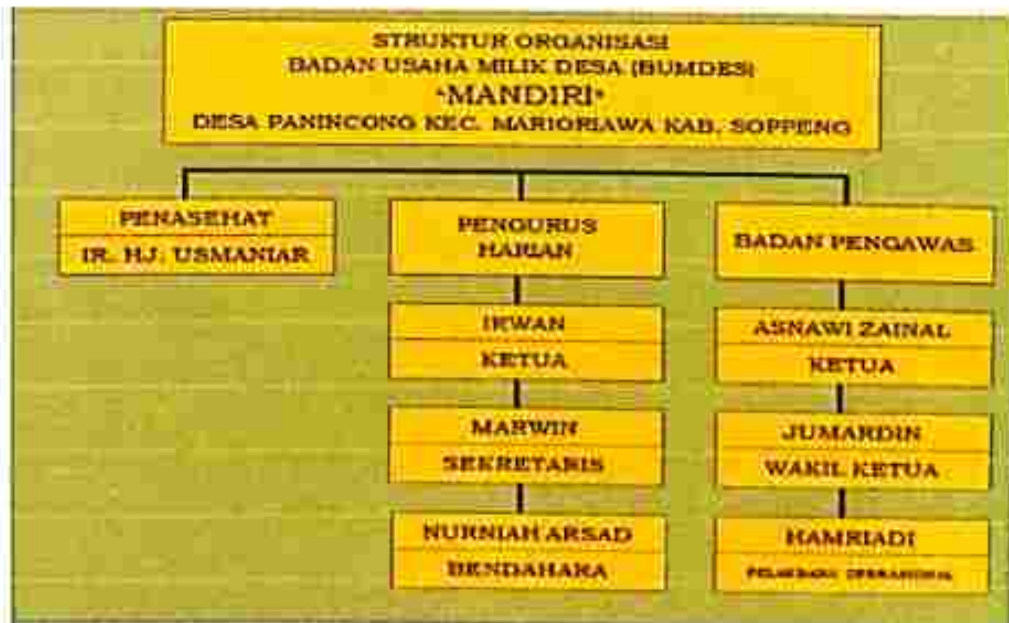 STRUKTUR ORGANISASI
BADAN USAHA MILIK DESA (BUMDES)
"MANDIRI"
DESA PANINCONG KEC. MARIORIAWA KAB. SOPPENG
PENASEHAT
IR. HJ. USMANIAR
PENGURUS
HARIAN
IRWAN
KETUA
MARWIN
SEKRETARIS
NURNIAH ARSAD
BENDAHARA
BADAN PENGAWAS
ASNAWI ZAINAL
KETUA
JUMARDIN
WAKIL KETUA
HAMRIADI
OPERASIONAL